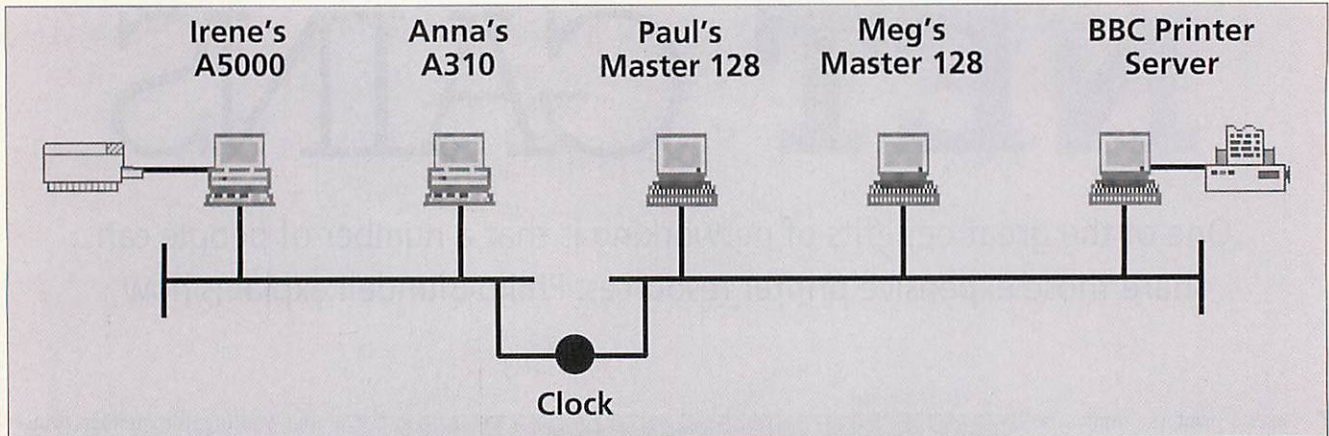 Irene's
A5000
Anna's
A310
Paul's
Master 128
Meg's
Master 128
BBC Printer
Server
Clock